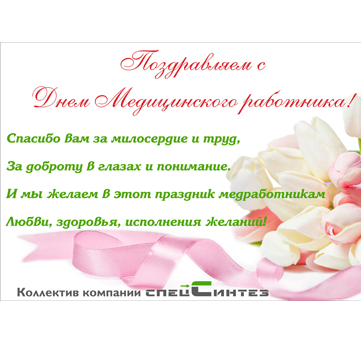 Поздравляем с
Днем Медицинского работника!
Спасибо вам за милосердие и труд,
За доброту в глазах и понимание.
И мы желаем в этот праздник медработникам
Любви, здоровья, исполнения желаний!
Коллектив компании СПЕЦСИНТЕЗ